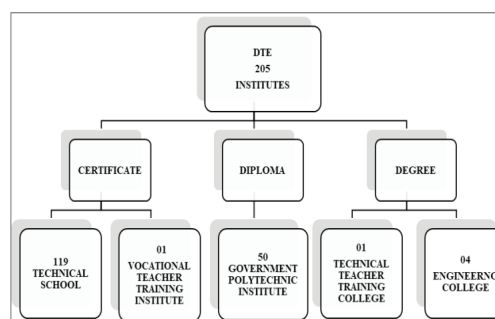 DTE
205
INSTITUTES
CERTIFICATE
DIPLOMA
DEGREE
119
TECHNICAL
SCHOOL
01
VOCATIONAL
TEACHER
TRAINING
INSTITUTE
50
GOVERNMENT
POLYTECHNIC
INSTITUTE
01
TECHNICAL
TEACHER
TRAINING
COLLEGE
04
ENGINEERNG
COLLEGE